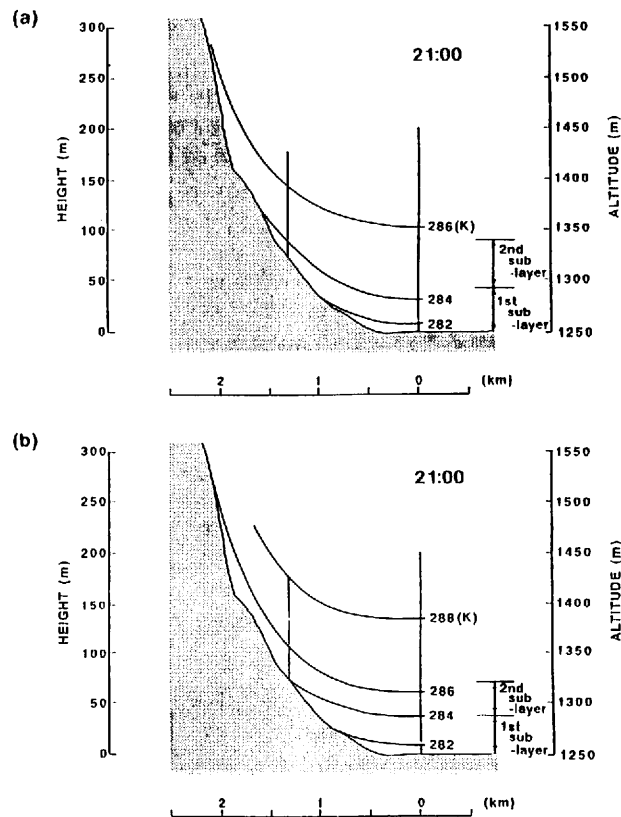 (a)
21:00
HEIGHT (m)
300
250
200
150
100
50
0
ALTITUDE (m)
1550
1500
1450
1400
1350
1300
1250
286(K)
284
282
2nd
sub
-layer
1st
sub
-layer
2
1
0
(km)
(b)
21:00
HEIGHT (m)
300
250
200
150
100
50
0
ALTITUDE (m)
1550
1500
1450
1400
1350
1300
1250
288(K)
286
284
282
2nd
sub
-layer
1st
sub
-layer
2
1
0
(km)